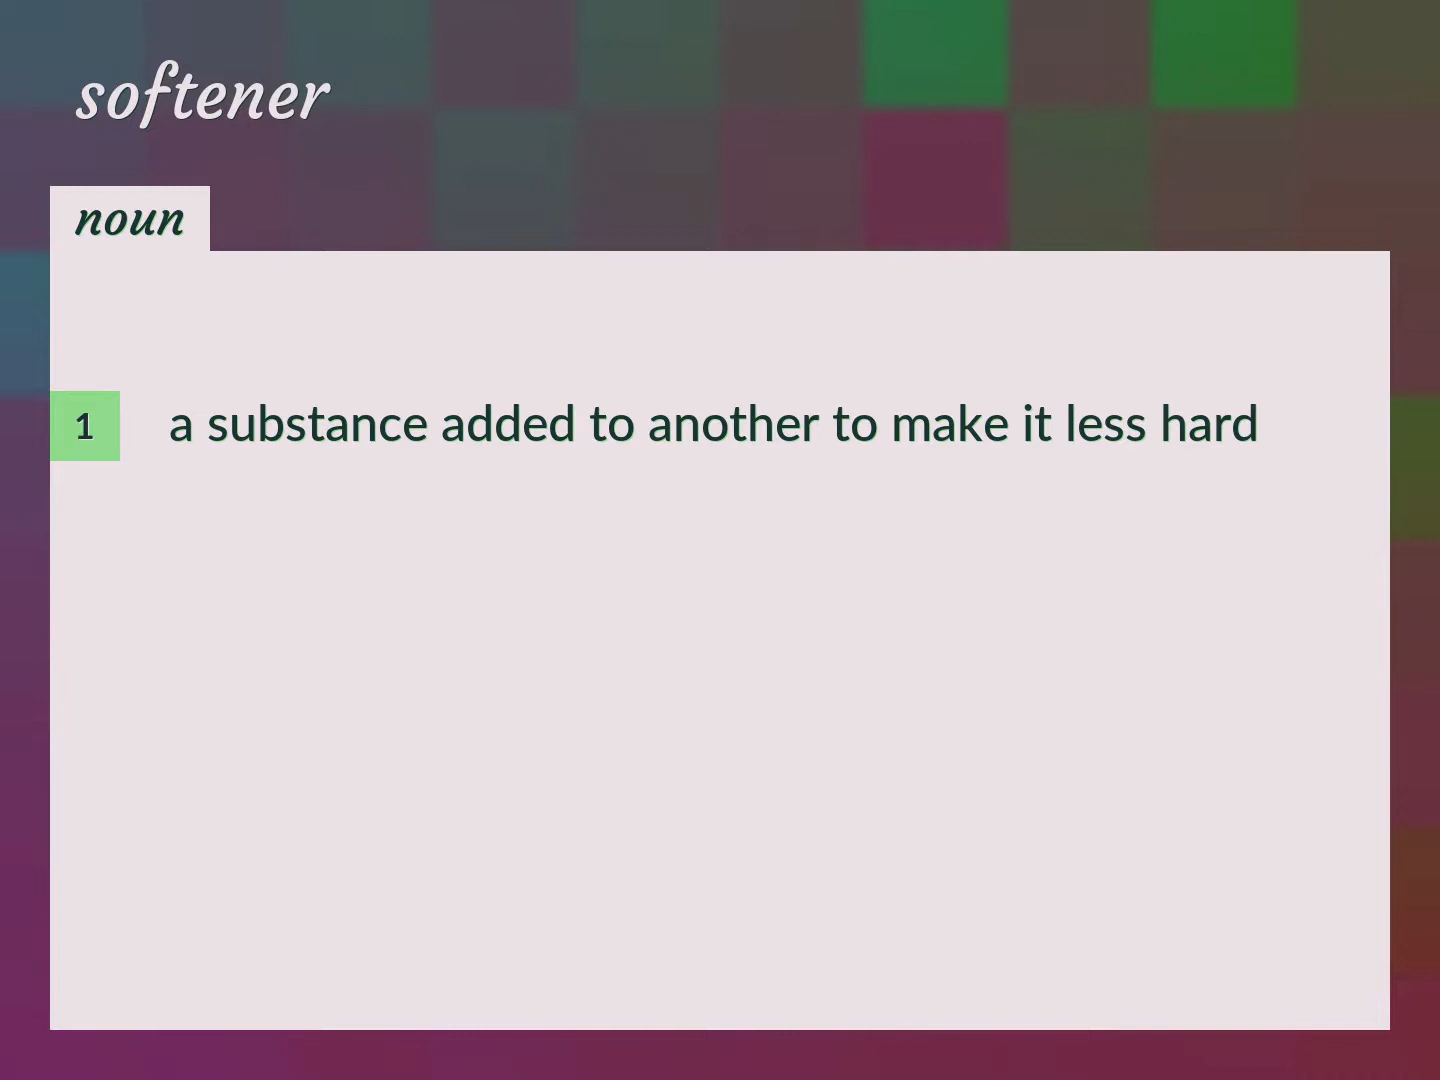 softener
noun
1 a substance added to another to make it less hard